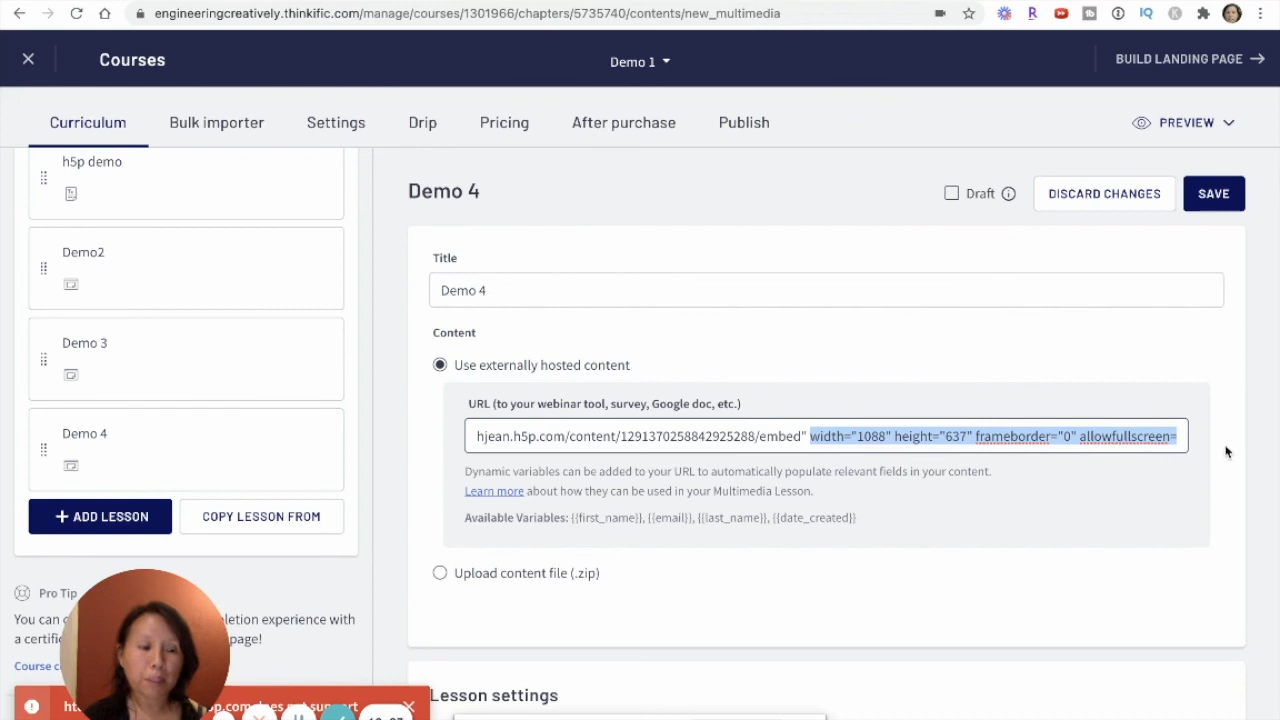 engineeringcreatively.thinkific.com/manage/courses/1301966/chapters/5735740/contents/new_multimedia
Courses
Demo 1
BUILD LANDING PAGE →
Curriculum
Bulk importer
Settings
Drip
Pricing
After purchase
Publish
PREVIEW
h5p demo
Demo2
Demo 3
Demo 4
+ ADD LESSON
COPY LESSON FROM
Pro Tip
You can
letion experience with
a certifi
page!
Course c
p.com does not support
Demo 4
Draft
DISCARD CHANGES
SAVE
Title
Demo 4
Content
Use externally hosted content
URL (to your webinar tool, survey, Google doc, etc.)
hjean.h5p.com/content/1291370258842925288/embed" width="1088" height="637" frameborder="0" allowfullscreen=
Dynamic variables can be added to your URL to automatically populate relevant fields in your content.
Learn more about how they can be used in your Multimedia Lesson.
Available Variables: {{first_name}}, {{email}}, {{last_name}}, {{date_created}}
Upload content file (.zip)
Lesson settings